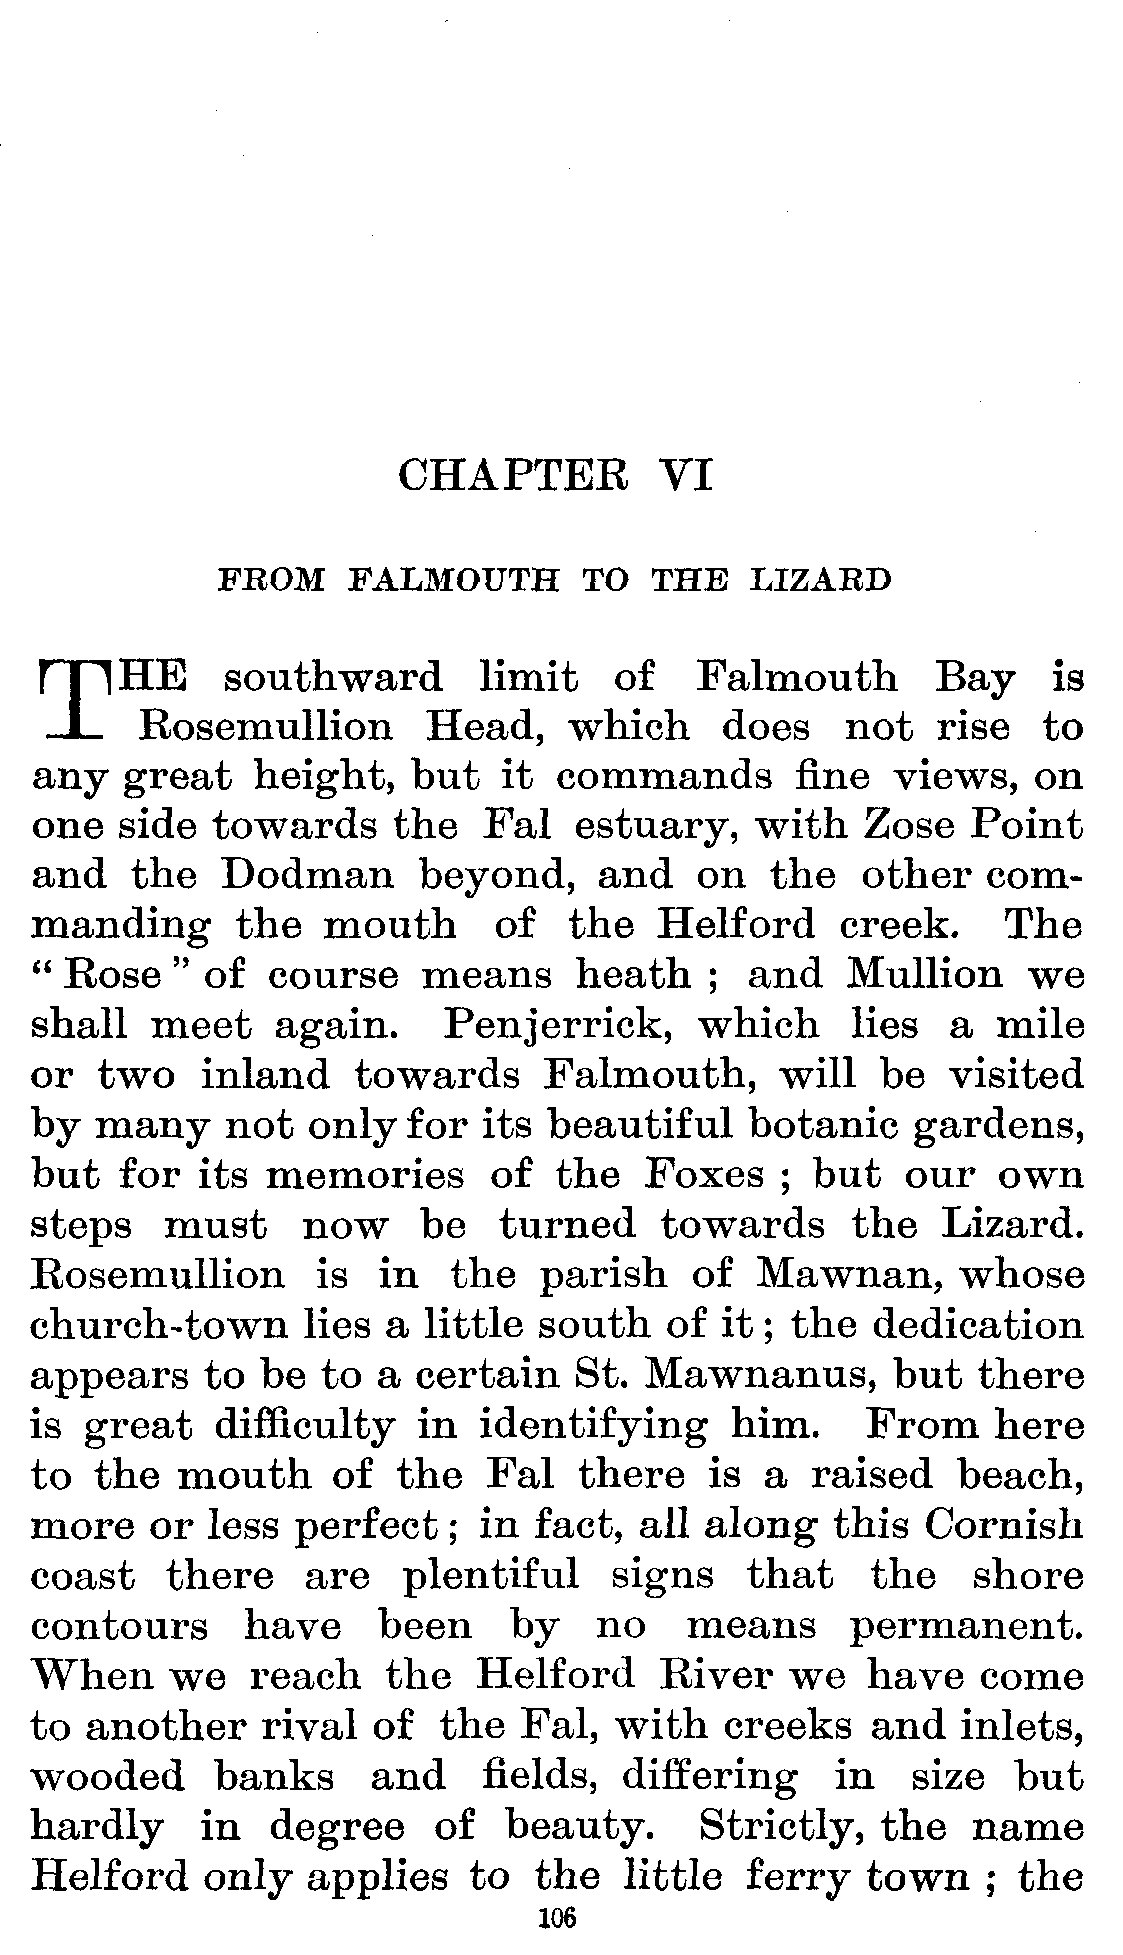 CHAPTER VI
FROM FALMOUTH TO THE LIZARD
THE southward limit of Falmouth Bay is
Rosemullion Head, which does not rise to
any great height, but it commands fine views, on
one side towards the Fal estuary, with Zose Point
and the Dodman beyond, and on the other com-
manding the mouth of the Helford creek. The
“Rose” of course means heath ; and Mullion we
shall meet again. Penjerrick, which lies a mile
or two inland towards Falmouth, will be visited
by many not only for its beautiful botanic gardens,
but for its memories of the Foxes ; but our own
steps must now be turned towards the Lizard.
Rosemullion is in the parish of Mawnan, whose
church-town lies a little south of it ; the dedication
appears to be to a certain St. Mawnanus, but there
is great difficulty in identifying him. From here
to the mouth of the Fal there is a raised beach,
more or less perfect ; in fact, all along this Cornish
coast there are plentiful signs that the shore
contours have been by no means permanent.
When we reach the Helford River we have come
to another rival of the Fal, with creeks and inlets,
wooded banks and fields, differing in size but
hardly in degree of beauty. Strictly, the name
Helford only applies to the little ferry town ; the
106